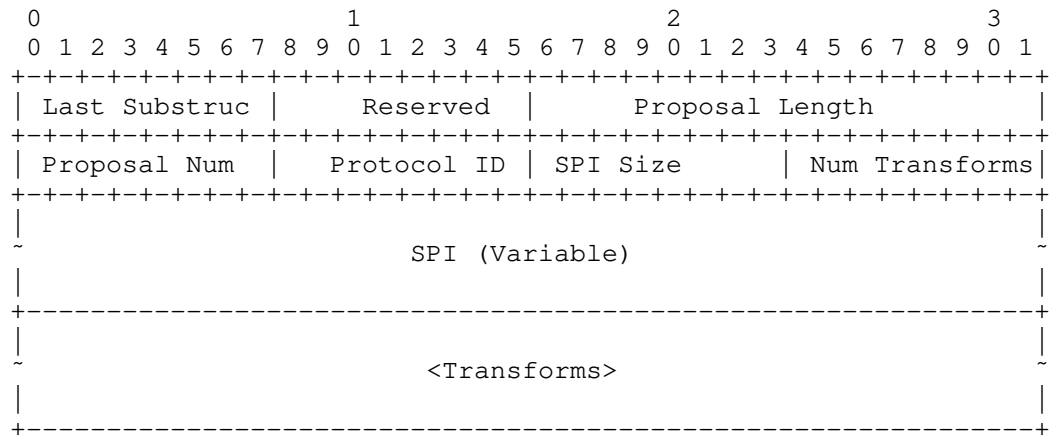 0                   1                   2                   3
 0 1 2 3 4 5 6 7 8 9 0 1 2 3 4 5 6 7 8 9 0 1 2 3 4 5 6 7 8 9 0 1
+-+-+-+-+-+-+-+-+-+-+-+-+-+-+-+-+-+-+-+-+-+-+-+-+-+-+-+-+-+-+-+-+
| Last Substruc |     Reserved  |      Proposal Length          |
+-+-+-+-+-+-+-+-+-+-+-+-+-+-+-+-+-+-+-+-+-+-+-+-+-+-+-+-+-+-+-+-+
| Proposal Num  |   Protocol ID | SPI Size      | Num Transforms|
+-+-+-+-+-+-+-+-+-+-+-+-+-+-+-+-+-+-+-+-+-+-+-+-+-+-+-+-+-+-+-+-+
|                                                               |
~                        SPI (Variable)                         ~
|                                                               |
+---------------------------------------------------------------+
|                                                               |
~                         <Transforms>                          ~
|                                                               |
+---------------------------------------------------------------+